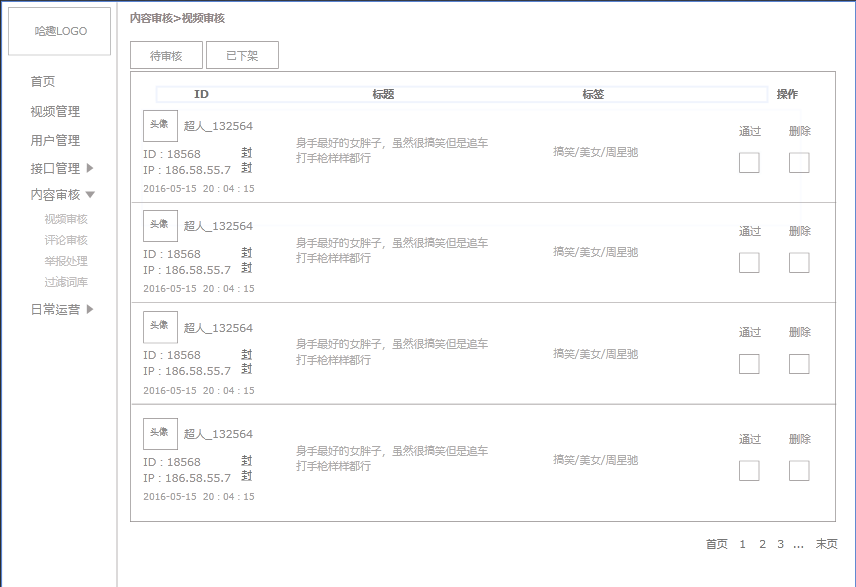 哈趣LOGO
首页
视频管理
用户管理
接口管理
内容审核
视频审核
评论审核
举报处理
过滤词库
日常运营
内容审核>视频审核
待审核 已下架
ID 标题 标签 操作
头像 超人_132564
ID : 18568 封
IP : 186.58.55.7 封
2016-05-15 20 : 04 : 15
身手最好的女胖子，虽然很搞笑但是追车
打手枪样样都行
搞笑/美女/周星驰
通过 删除
头像 超人_132564
ID : 18568 封
IP : 186.58.55.7 封
2016-05-15 20 : 04 : 15
身手最好的女胖子，虽然很搞笑但是追车
打手枪样样都行
搞笑/美女/周星驰
通过 删除
头像 超人_132564
ID : 18568 封
IP : 186.58.55.7 封
2016-05-15 20 : 04 : 15
身手最好的女胖子，虽然很搞笑但是追车
打手枪样样都行
搞笑/美女/周星驰
通过 删除
头像 超人_132564
ID : 18568 封
IP : 186.58.55.7 封
2016-05-15 20 : 04 : 15
身手最好的女胖子，虽然很搞笑但是追车
打手枪样样都行
搞笑/美女/周星驰
通过 删除
首页 1 2 3 ... 末页